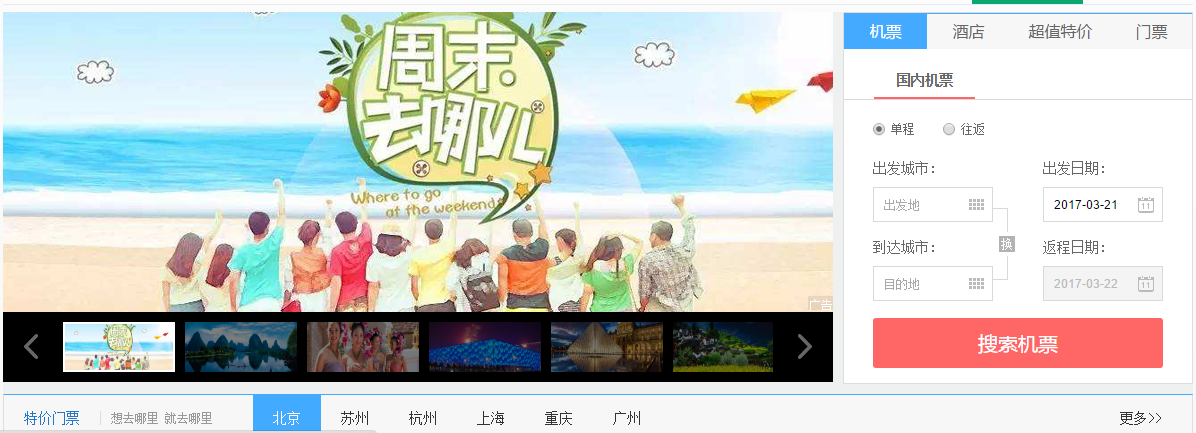 周末
去哪儿
Where to go
at the weekend
广告
机票 酒店 超值特价 门票
国内机票
单程 往返
出发城市: 出发日期:
出发地 2017-03-21
换
到达城市: 返程日期:
目的地 2017-03-22
搜索机票
特价门票 想去哪里 就去哪里 北京 苏州 杭州 上海 重庆 广州 更多>>